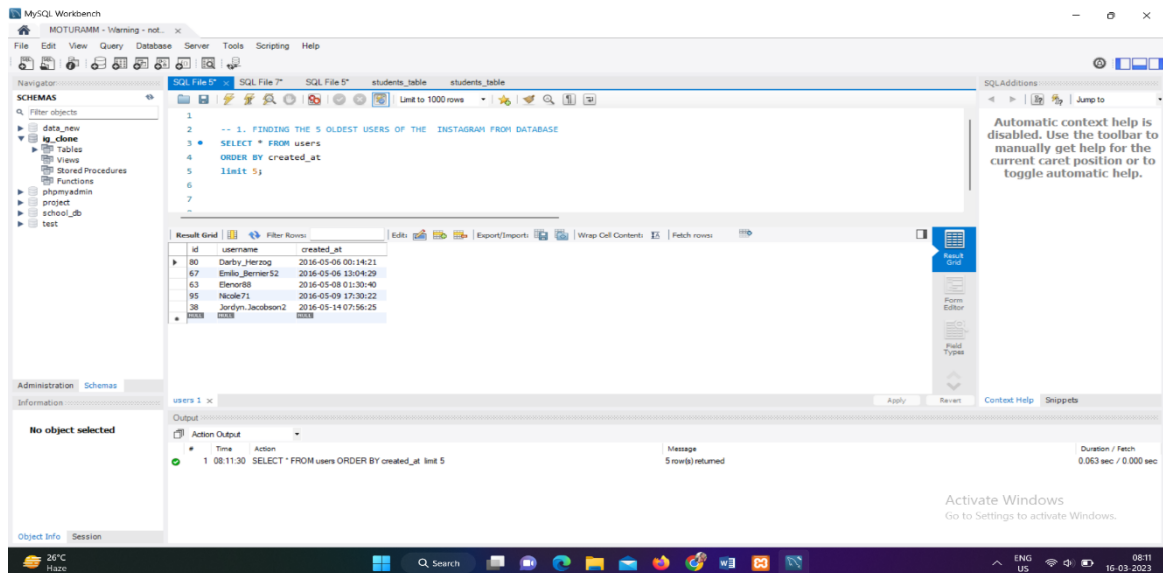 MySQL Workbench
MOTURAMM - Warning - not...
File Edit View Query Database Server Tools Scripting Help
Navigator
SCHEMAS
Filter objects
data_new
ig_clone
Tables
Views
Stored Procedures
Functions
phpmyadmin
project
school_db
test
Administration Schemas
Information
No object selected
Object Info Session
SQL File 5* SQL File 7* SQL File 5* students_table students_table
Limit to 1000 rows
1
2 -- 1. FINDING THE 5 OLDEST USERS OF THE INSTAGRAM FROM DATABASE
3 SELECT * FROM users
4 ORDER BY created_at
5 limit 5;
6
7
Result Grid Filter Rows: Edit: Export/Import: Wrap Cell Content: Fetch rows:
id username created_at
80 Darby_Herzog 2016-05-06 00:14:21
67 Emilio_Bernier52 2016-05-06 13:04:29
63 Elenor88 2016-05-08 01:30:40
95 Nicole71 2016-05-09 17:30:22
38 Jordyn.Jacobson2 2016-05-14 07:56:25
NULL NULL NULL
Result Grid
Form Editor
Field Types
users 1
Apply Revert
Output
Action Output
# Time Action Message Duration / Fetch
1 08:11:30 SELECT * FROM users ORDER BY created_at limit 5 5 row(s) returned 0.063 sec / 0.000 sec
SQLAdditions
Jump to
Automatic context help is
disabled. Use the toolbar to
manually get help for the
current caret position or to
toggle automatic help.
Context Help Snippets
Activate Windows
Go to Settings to activate Windows.
26°C
Haze
Search
ENG
US
08:11
16-03-2023